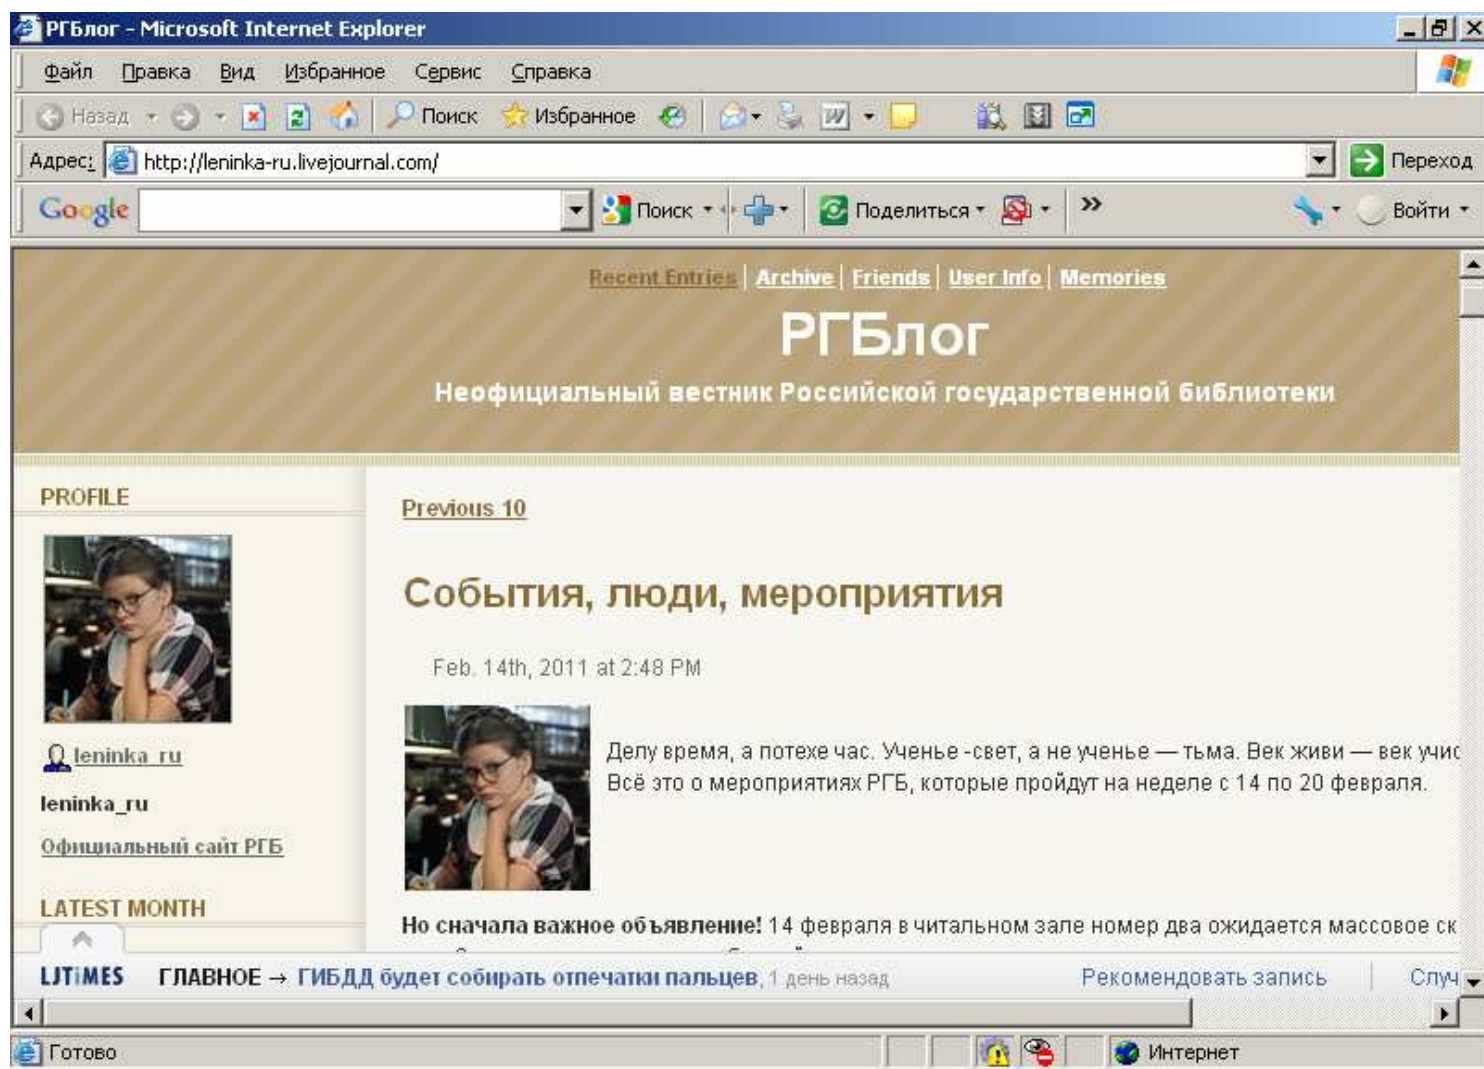 РГБлог - Microsoft Internet Explorer
Файл Правка Вид Избранное Сервис Справка
Назад Поиск Избранное
Адрес: http://leninka-ru.livejournal.com/ Переход
Google Поиск Поделиться » Войти
Recent Entries | Archive | Friends | User Info | Memories
РГБлог
Неофициальный вестник Российской государственной библиотеки
PROFILE
leninka_ru
leninka_ru
Официальный сайт РГБ
LATEST MONTH
Previous 10
События, люди, мероприятия
Feb. 14th, 2011 at 2:48 PM
Делу время, а потехе час. Ученье -свет, а не ученье — тьма. Век живи — век учис
Всё это о мероприятиях РГБ, которые пройдут на неделе с 14 по 20 февраля.
Но сначала важное объявление! 14 февраля в читальном зале номер два ожидается массовое ск
LJTIMES ГЛАВНОЕ → ГИБДД будет собирать отпечатки пальцев, 1 день назад Рекомендовать запись Случ
Готово Интернет